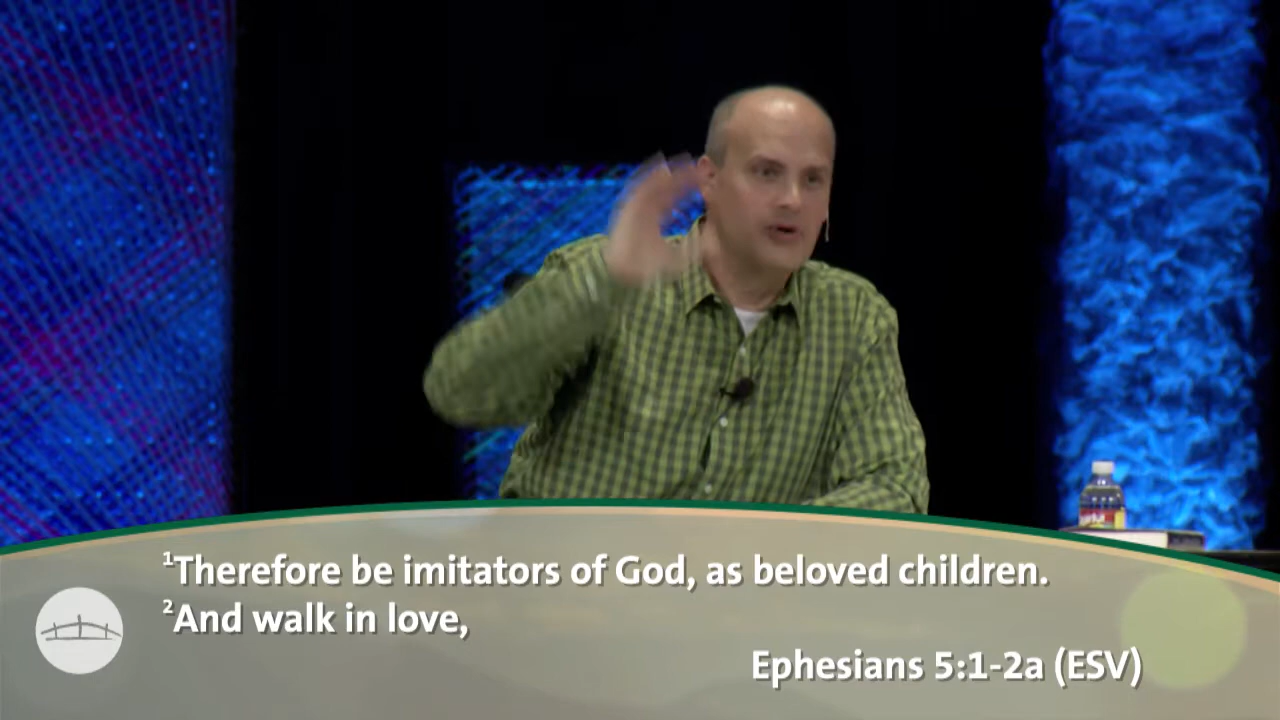 ¹Therefore be imitators of God, as beloved children.
²And walk in love,
Ephesians 5:1-2a (ESV)